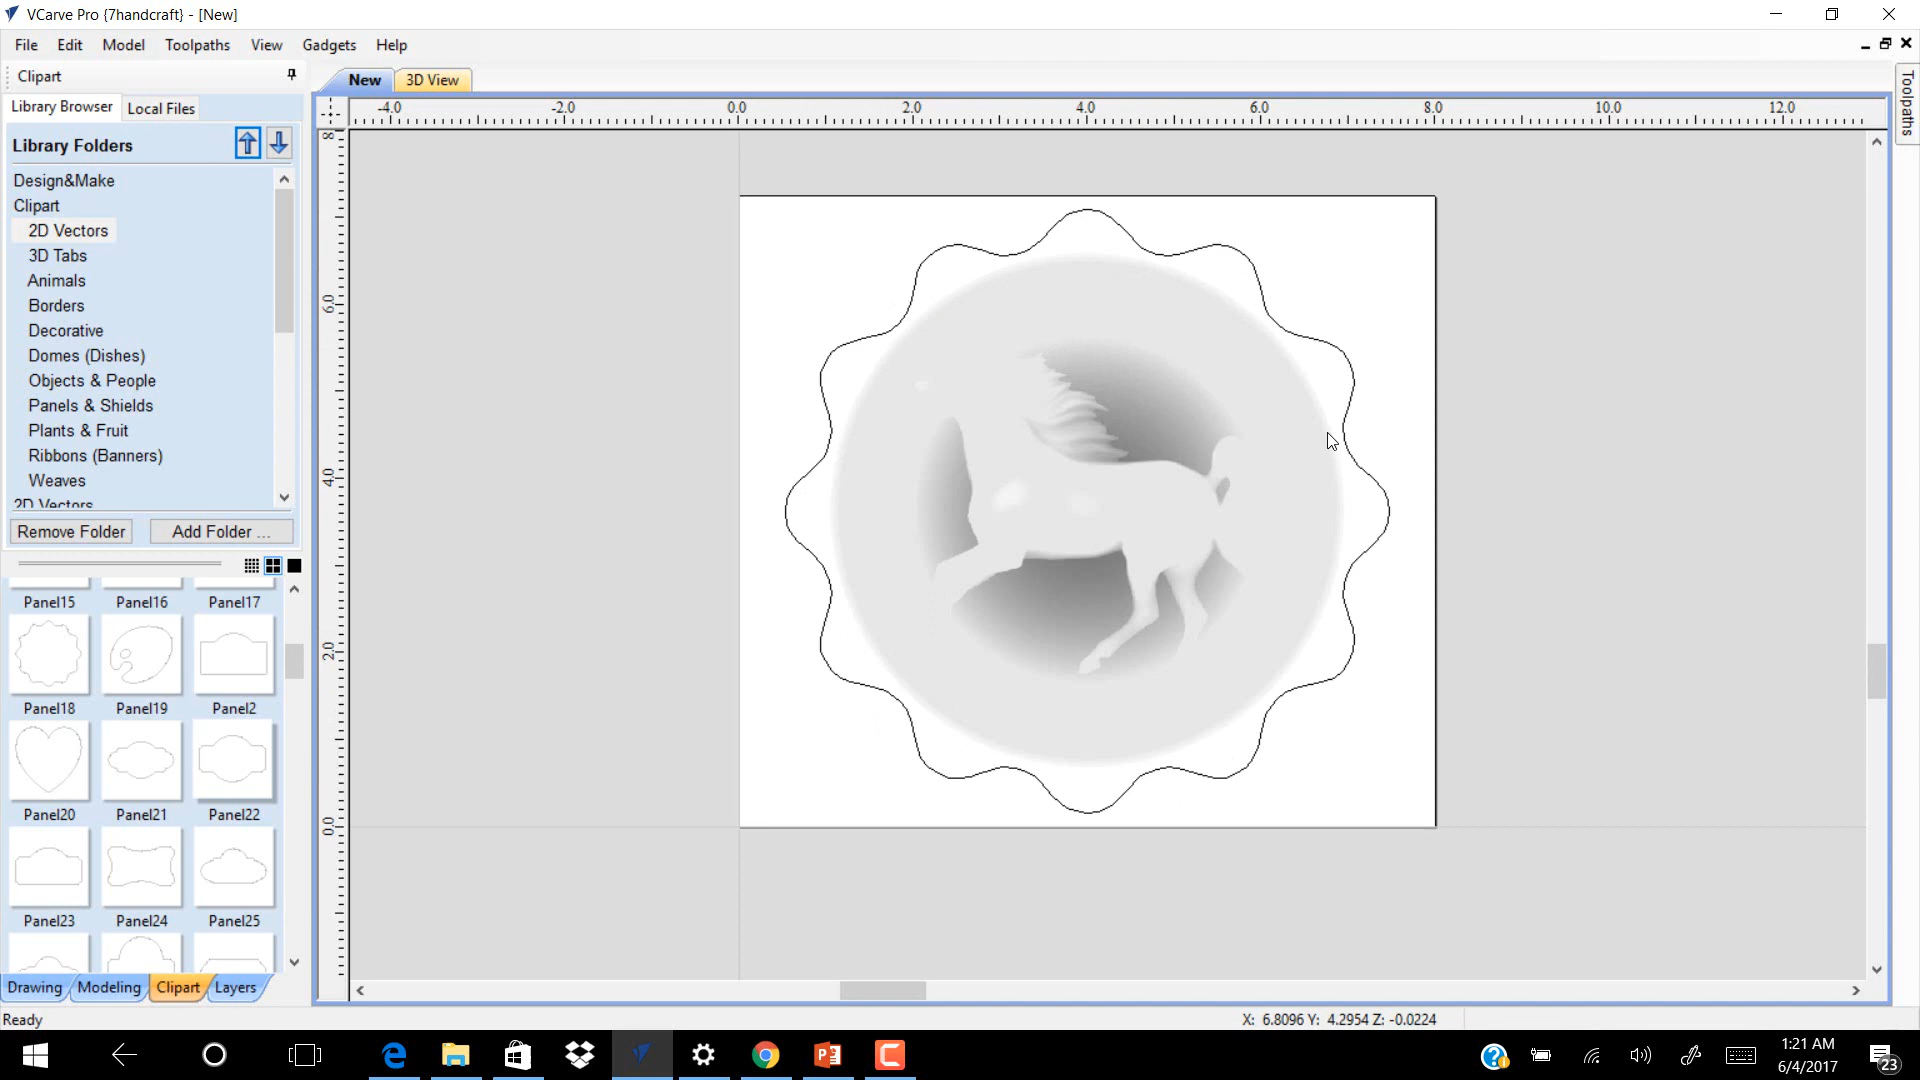 VCarve Pro {7handcraft} - [New]
File Edit Model Toolpaths View Gadgets Help
Clipart
New 3D View
Toolpaths
Library Browser Local Files
-4.0 -2.0 0.0 2.0 4.0 6.0 8.0 10.0 12.0
Library Folders
Design&Make
Clipart
2D Vectors
3D Tabs
Animals
Borders
Decorative
Domes (Dishes)
Objects & People
Panels & Shields
Plants & Fruit
Ribbons (Banners)
Weaves
2D Vectors
8
6.0
4.0
2.0
0.0
Remove Folder Add Folder ...
Panel15 Panel16 Panel17
Panel18 Panel19 Panel2
Panel20 Panel21 Panel22
Panel23 Panel24 Panel25
Drawing Modeling Clipart Layers
Ready
X: 6.8096 Y: 4.2954 Z: -0.0224
1:21 AM
6/4/2017
23